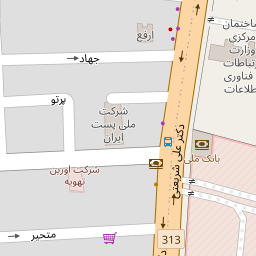 ساختمان
مرکزی
وزارت
ارتباطات
فناوری
طلاعات
ارفع
جهاد
پرتو
شرکت
ملی پست
ایران
دکتر علی شریعتی
بانک ملی
شرکت اورین
تهویه
متحیر
313